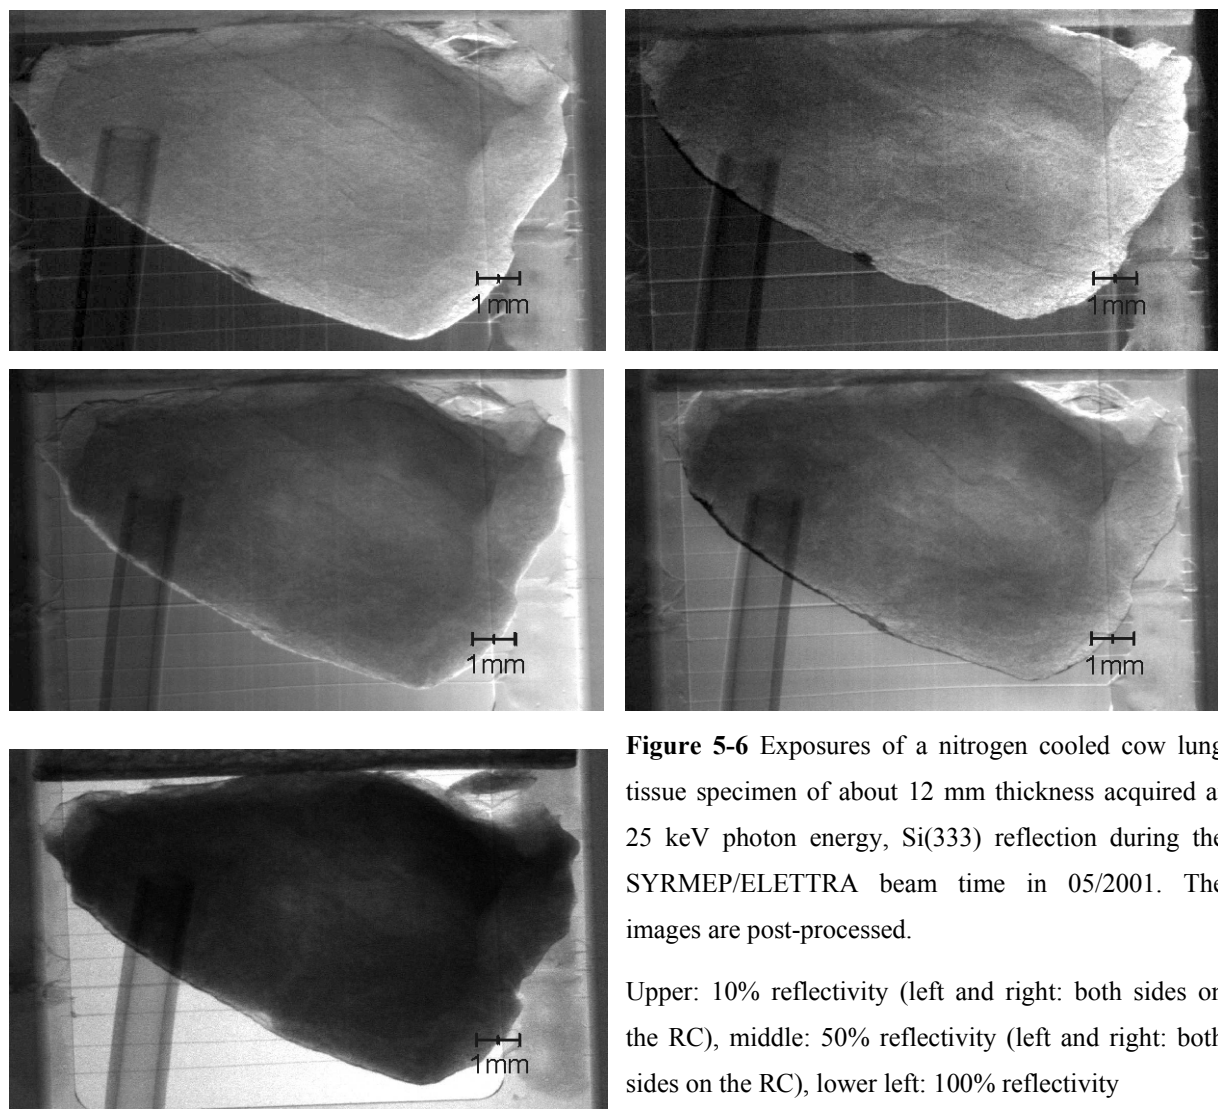 1mm
1mm
1mm
1mm
1mm
Figure 5-6 Exposures of a nitrogen cooled cow lung
tissue specimen of about 12 mm thickness acquired a
25 keV photon energy, Si(333) reflection during the
SYRMEP/ELETTRA beam time in 05/2001. The
images are post-processed.
Upper: 10% reflectivity (left and right: both sides on
the RC), middle: 50% reflectivity (left and right: both
sides on the RC), lower left: 100% reflectivity